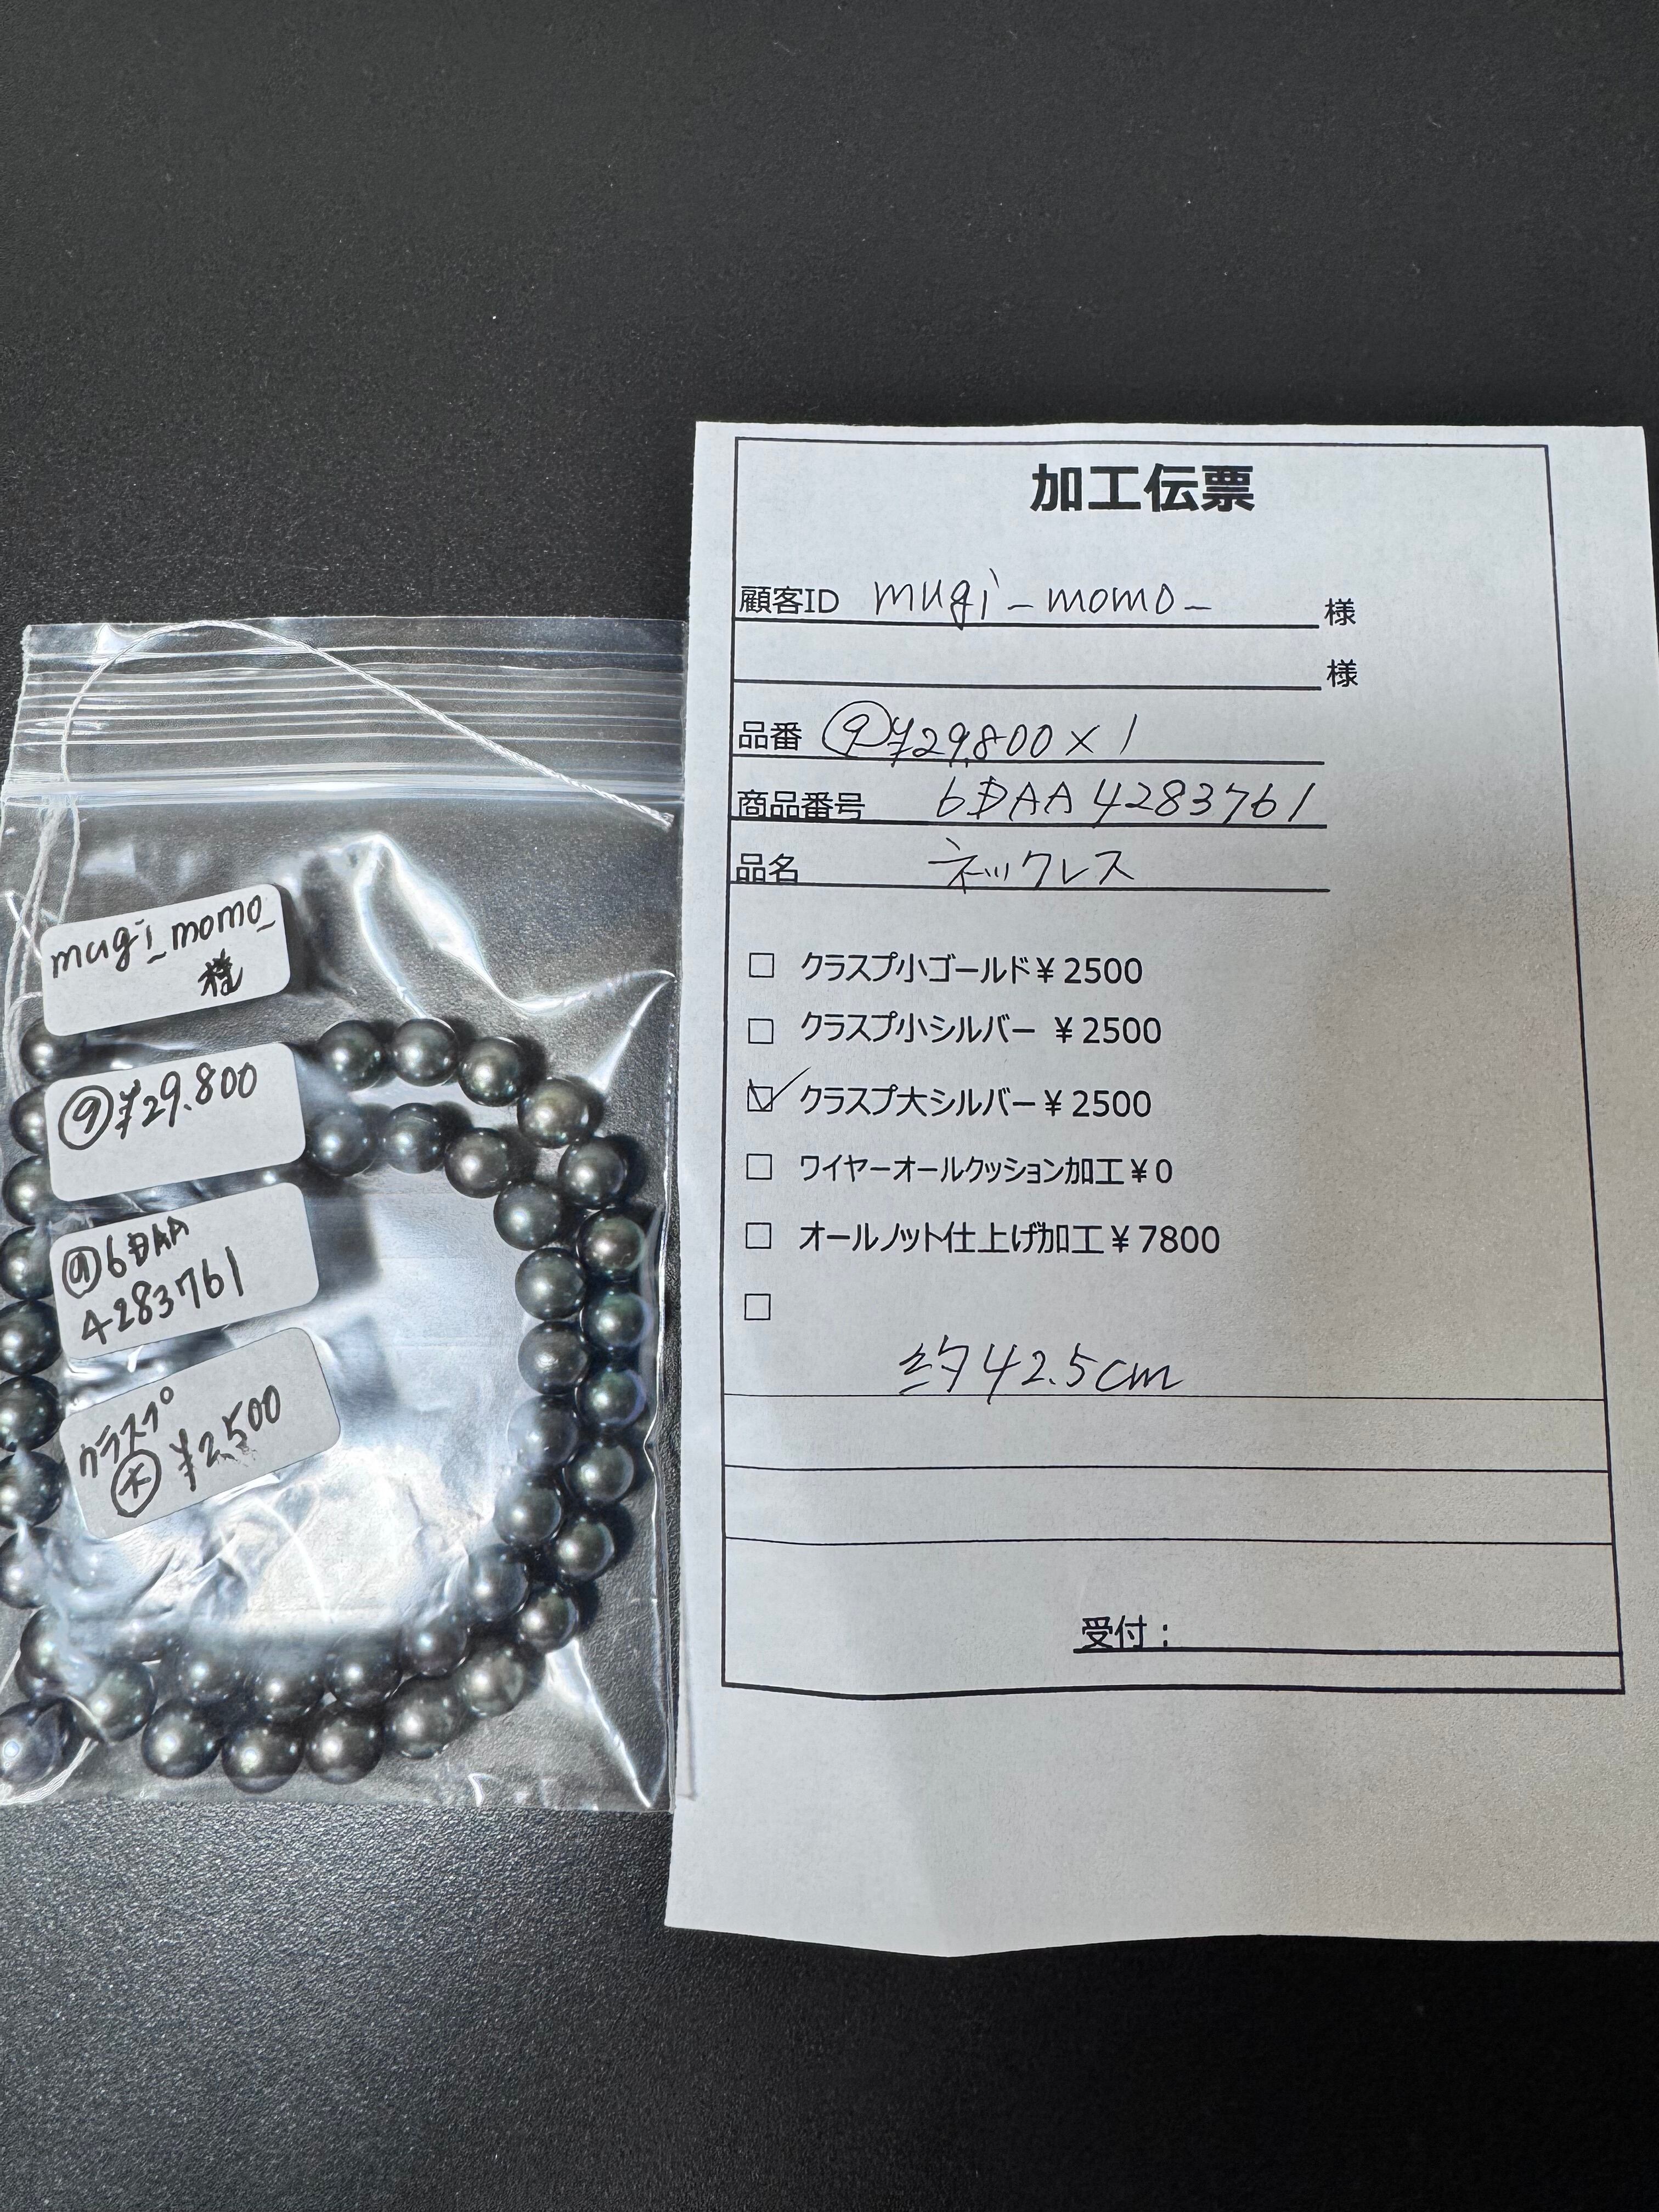 mugi_momo_
様
⑨¥29.800
⑨6BAA
4283761
クラスプ
大 ¥2,500
加工伝票
顧客ID mugi_momo_ 様
様
品番 ⑨¥29,800×1
商品番号 6BAA4283761
品名 ネックレス
□ クラスプ小ゴールド¥2500
□ クラスプ小シルバー ¥2500
☑ クラスプ大シルバー¥2500
□ ワイヤーオールクッション加工¥0
□ オールノット仕上げ加工¥7800
□
約42.5cm
受付：